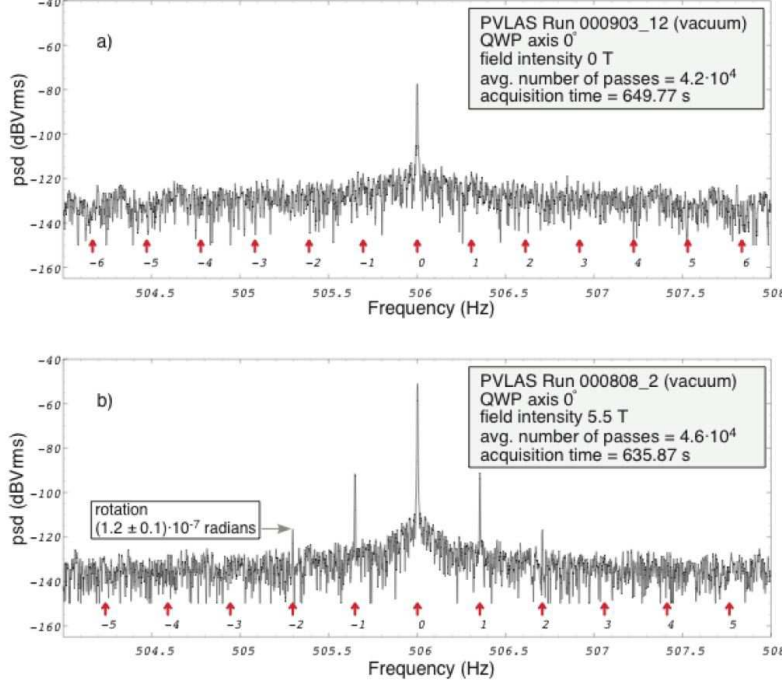 -40
a)
PVLAS Run 000903_12 (vacuum)
QWP axis 0°
field intensity 0 T
avg. number of passes = 4.2·10⁴
acquisition time = 649.77 s
-60
-80
-100
-120
-140
-160
psd (dBVrms)
-6 -5 -4 -3 -2 -1 0 1 2 3 4 5 6
504.5 505 505.5 506 506.5 507 507.5 508
Frequency (Hz)
-40
b)
PVLAS Run 000808_2 (vacuum)
QWP axis 0°
field intensity 5.5 T
avg. number of passes = 4.6·10⁴
acquisition time = 635.87 s
-60
-80
-100
rotation
(1.2 ± 0.1)·10⁻⁷ radians
-120
-140
-160
psd (dBVrms)
-5 -4 -3 -2 -1 0 1 2 3 4 5
504.5 505 505.5 506 506.5 507 507.5 508
Frequency (Hz)